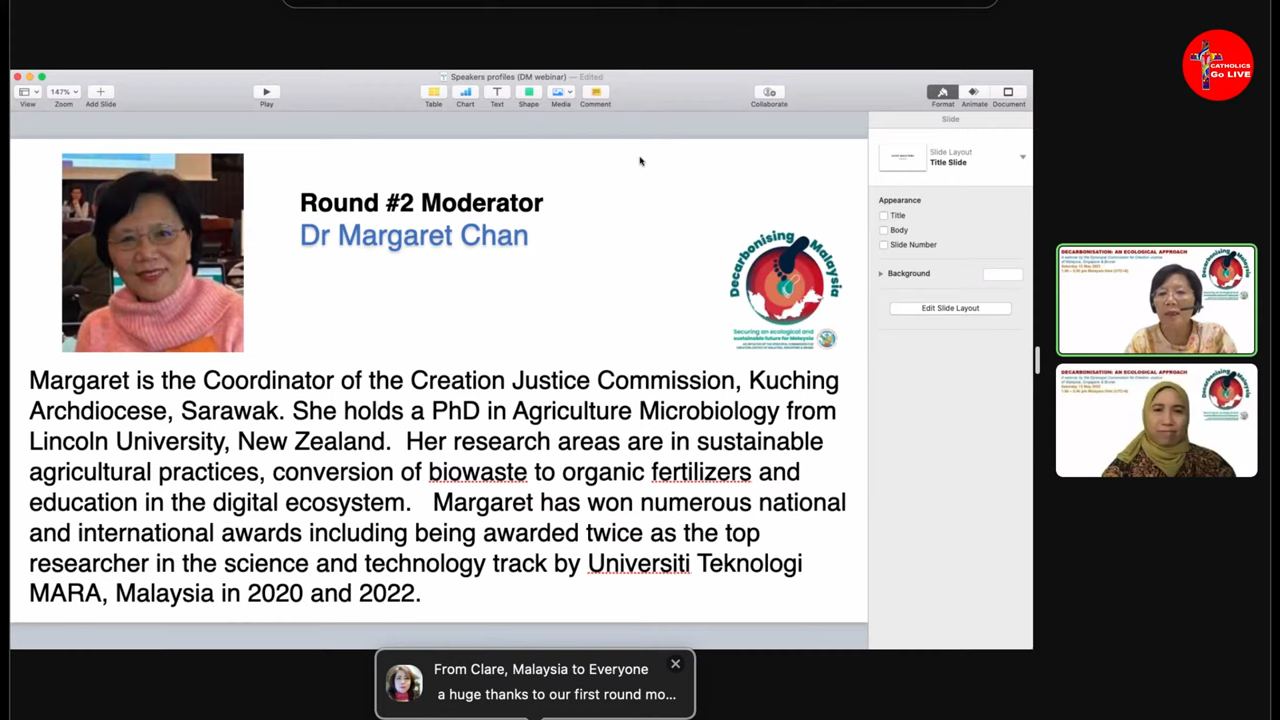 CATHOLICS
Go LIVE
Speakers profiles (DM webinar) — Edited
147%
View
Zoom
Add Slide
Play
Table
Chart
Text
Shape
Media
Comment
Collaborate
Format
Animate
Document
Slide
Slide Layout
Title Slide
Appearance
Title
Body
Slide Number
Background
Edit Slide Layout
Round #2 Moderator
Dr Margaret Chan
Decarbonising Malaysia
Securing an ecological and
sustainable future for Malaysia
Margaret is the Coordinator of the Creation Justice Commission, Kuching
Archdiocese, Sarawak. She holds a PhD in Agriculture Microbiology from
Lincoln University, New Zealand. Her research areas are in sustainable
agricultural practices, conversion of biowaste to organic fertilizers and
education in the digital ecosystem. Margaret has won numerous national
and international awards including being awarded twice as the top
researcher in the science and technology track by Universiti Teknologi
MARA, Malaysia in 2020 and 2022.
DECARBONISATION: AN ECOLOGICAL APPROACH
Decarbonising Malaysia
DECARBONISATION: AN ECOLOGICAL APPROACH
Decarbonising Malaysia
From Clare, Malaysia to Everyone
a huge thanks to our first round mo...